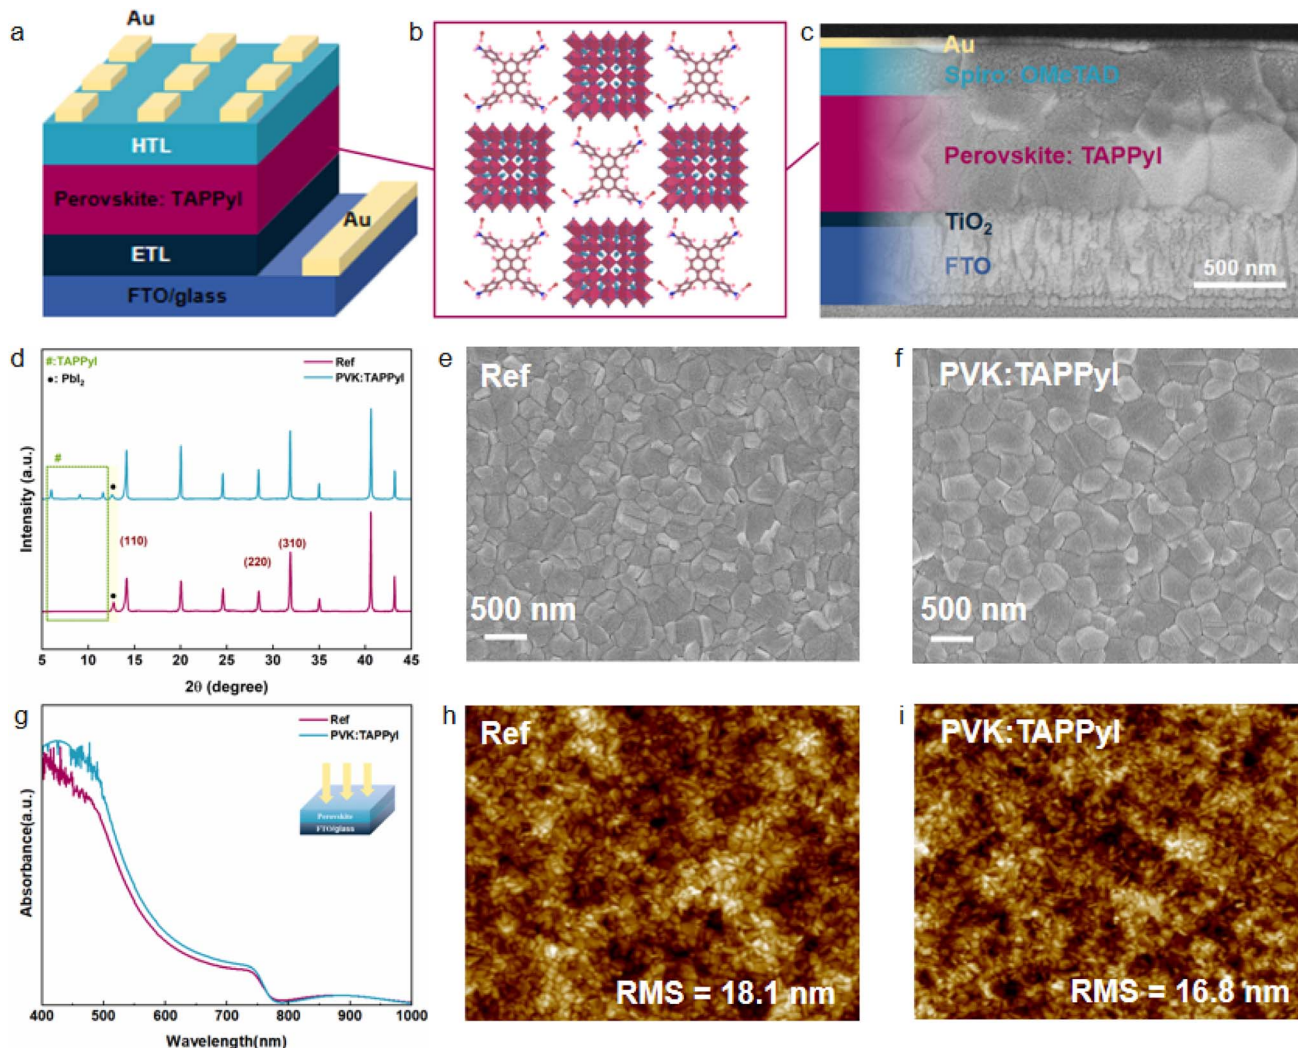 a
Au
HTL
Perovskite: TAPPyI
ETL
Au
FTO/glass
b
c
Au
Spiro: OMeTAD
Perovskite: TAPPyI
TiO₂
FTO
500 nm
d
#:TAPPyI
●: PbI₂
Ref
PVK:TAPPyI
#
●
(110)
(220)
(310)
●
Intensity (a.u.)
5 10 15 20 25 30 35 40 45
2θ (degree)
e
Ref
500 nm
f
PVK:TAPPyI
500 nm
g
Ref
PVK:TAPPyI
Perovskite
FTO/glass
Absorbance(a.u.)
400 500 600 700 800 900 1000
Wavelength(nm)
h
Ref
RMS = 18.1 nm
i
PVK:TAPPyI
RMS = 16.8 nm